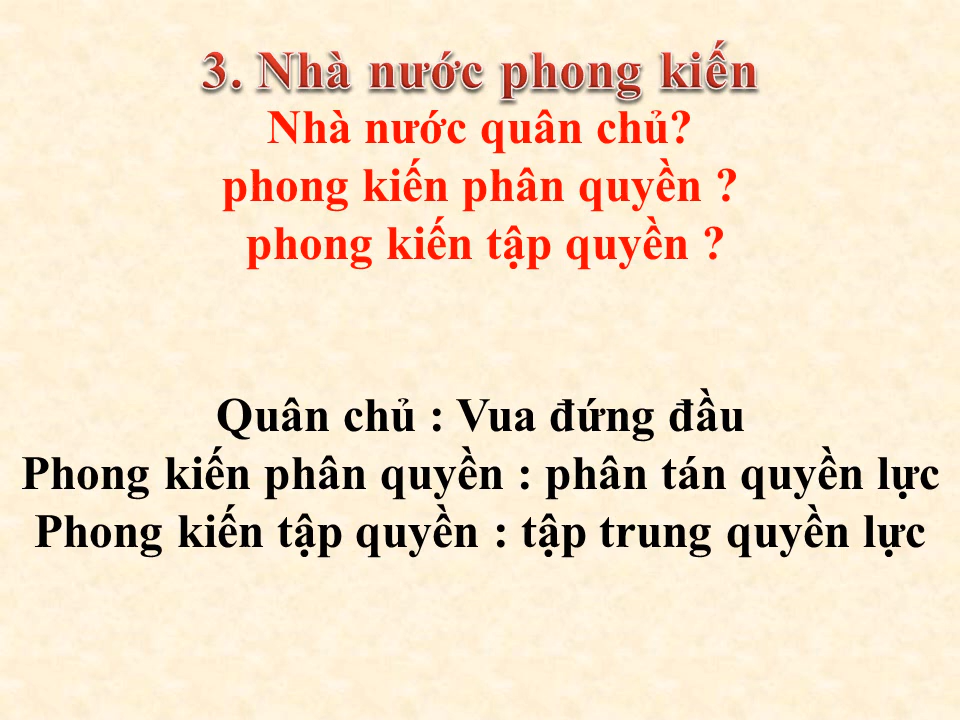 3. Nhà nước phong kiến
Nhà nước quân chủ?
phong kiến phân quyền ?
phong kiến tập quyền ?
Quân chủ : Vua đứng đầu
Phong kiến phân quyền : phân tán quyền lực
Phong kiến tập quyền : tập trung quyền lực